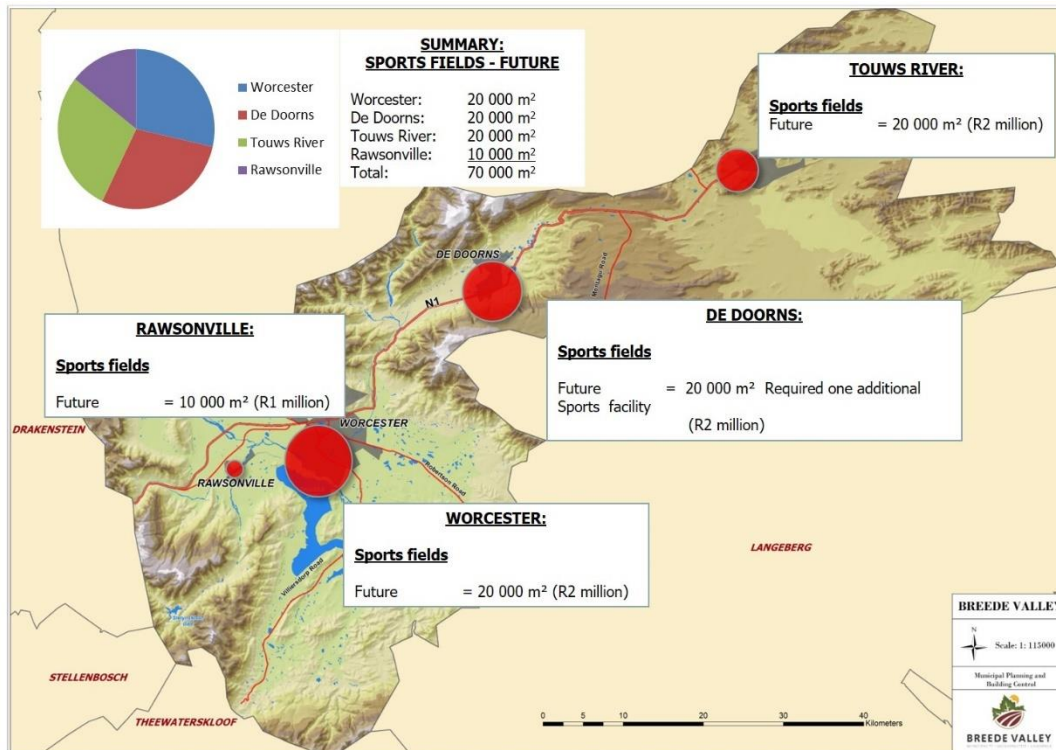 SUMMARY:
SPORTS FIELDS - FUTURE
Worcester: 20 000 m²
De Doorns: 20 000 m²
Touws River: 20 000 m²
Rawsonville: 10 000 m²
Total: 70 000 m²
Worcester
De Doorns
Touws River
Rawsonville
TOUWS RIVER:
Sports fields
Future = 20 000 m² (R2 million)
DE DOORNS
N1
RAWSONVILLE:
Sports fields
Future = 10 000 m² (R1 million)
DE DOORNS:
Sports fields
Future = 20 000 m² Required one additional
Sports facility
(R2 million)
DRAKENSTEIN
WORCESTER
RAWSONVILLE
Robertson Road
WORCESTER:
Sports fields
Future = 20 000 m² (R2 million)
Villiersdorp Road
LANGEBERG
STELLENBOSCH
THEEWATERSKLOOF
0 5 10 20 30 40
Kilometers
BREEDE VALLEY
N
Scale: 1: 115000
Municipal Planning and
Building Control
BREEDE VALLEY